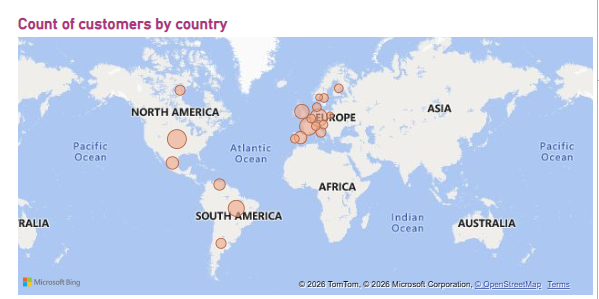 Count of customers by country
NORTH AMERICA
EUROPE
ASIA
Pacific
Ocean
Atlantic
Ocean
Pacific
Ocean
AFRICA
SOUTH AMERICA
RALIA
Indian
Ocean
AUSTRALIA
Microsoft Bing
© 2026 TomTom, © 2026 Microsoft Corporation, © OpenStreetMap Terms